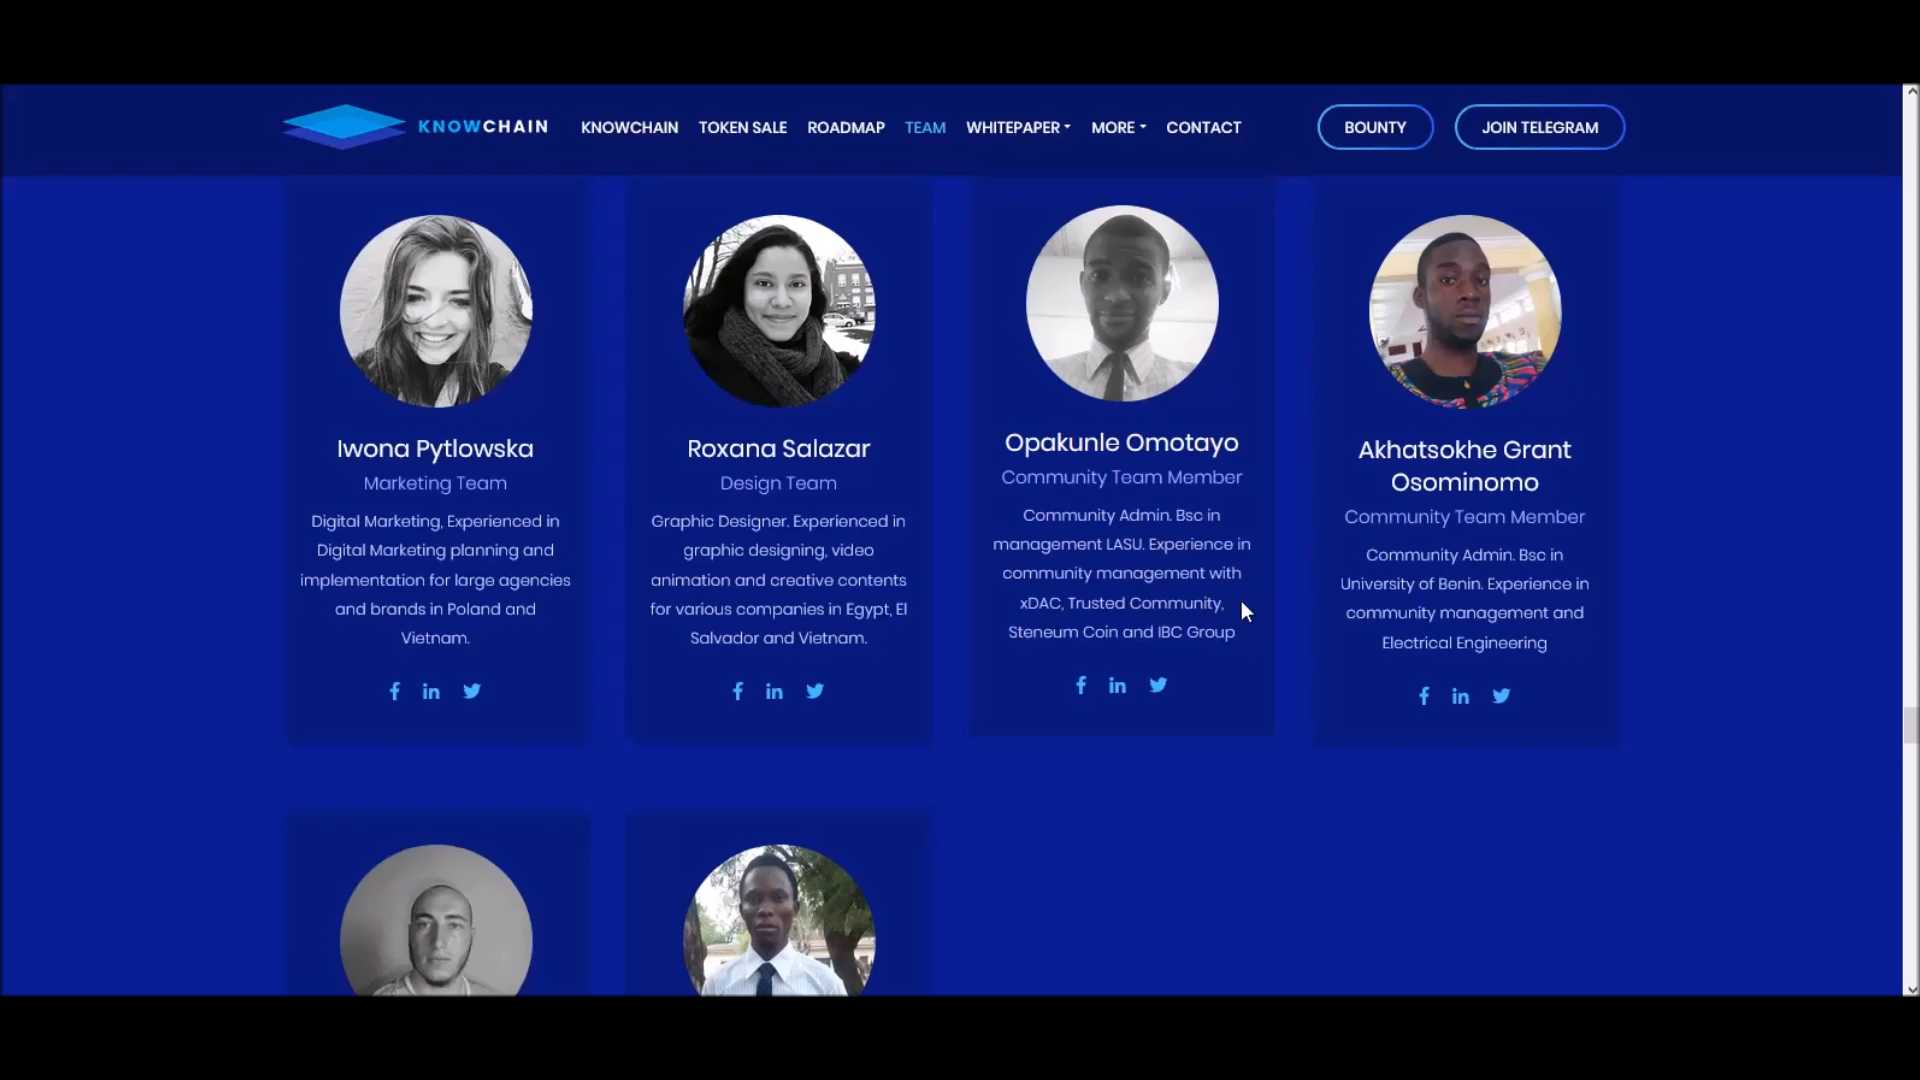 KNOWCHAIN KNOWCHAIN TOKEN SALE ROADMAP TEAM WHITEPAPER MORE CONTACT BOUNTY JOIN TELEGRAM
Iwona Pytlowska
Marketing Team
Digital Marketing, Experienced in
Digital Marketing planning and
implementation for large agencies
and brands in Poland and
Vietnam.
Roxana Salazar
Design Team
Graphic Designer. Experienced in
graphic designing, video
animation and creative contents
for various companies in Egypt, El
Salvador and Vietnam.
Opakunle Omotayo
Community Team Member
Community Admin. Bsc in
management LASU. Experience in
community management with
xDAC, Trusted Community,
Steneum Coin and IBC Group
Akhatsokhe Grant
Osominomo
Community Team Member
Community Admin. Bsc in
University of Benin. Experience in
community management and
Electrical Engineering